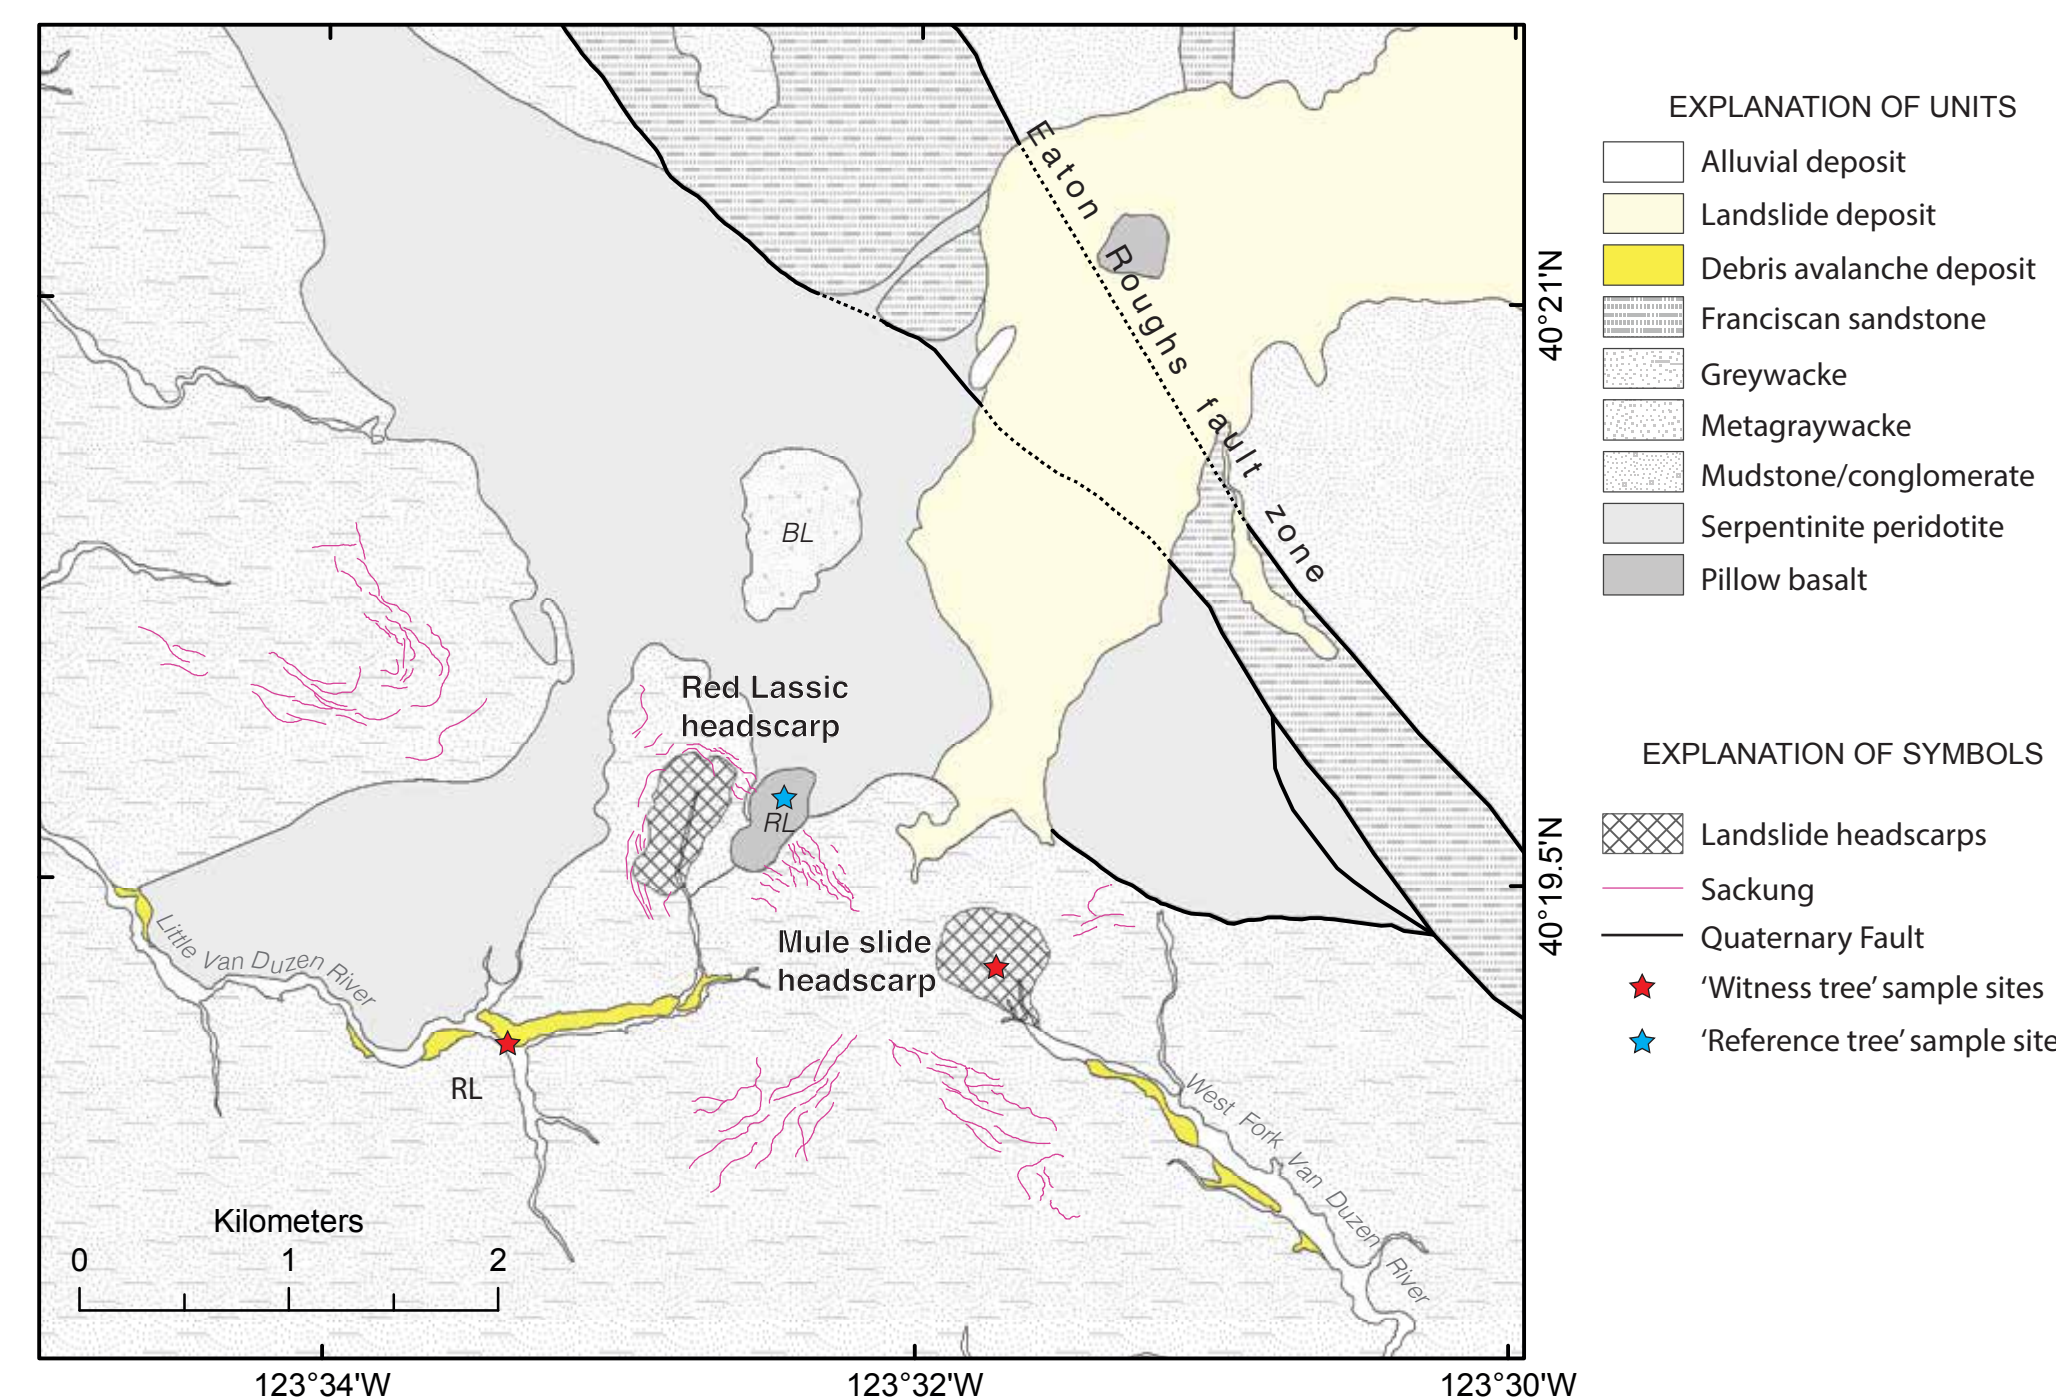 Eaton Roughs fault zone
BL
Red Lassic
headscarp
RL
Mule slide
headscarp
Little Van Duzen River
RL
West Fork Van Duzen River
Kilometers
0 1 2
123°34'W
123°32'W
123°30'W
40°21'N
40°19.5'N
EXPLANATION OF UNITS
Alluvial deposit
Landslide deposit
Debris avalanche deposit
Franciscan sandstone
Greywacke
Metagraywacke
Mudstone/conglomerate
Serpentinite peridotite
Pillow basalt
EXPLANATION OF SYMBOLS
Landslide headscarps
Sackung
Quaternary Fault
‘Witness tree’ sample sites
‘Reference tree’ sample site